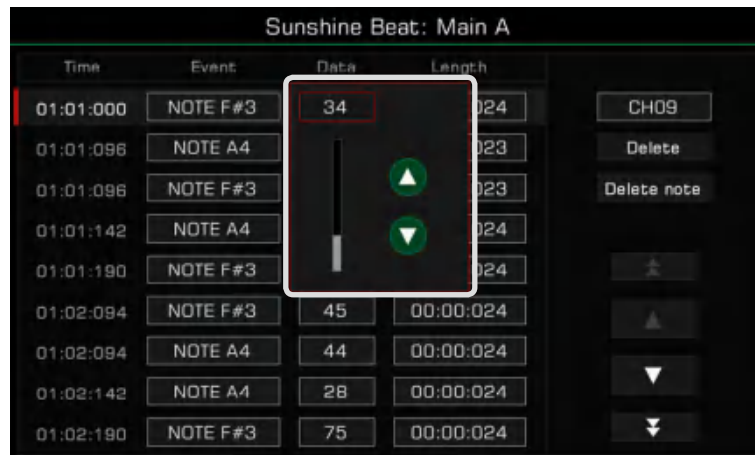 Sunshine Beat: Main A
Time Event Data Length
01:01:000 NOTE F#3 34 024 CH09
01:01:096 NOTE A4 023 Delete
01:01:096 NOTE F#3 023 Delete note
01:01:142 NOTE A4 024
01:01:190 NOTE F#3 024
01:02:094 NOTE F#3 45 00:00:024
01:02:094 NOTE A4 44 00:00:024
01:02:142 NOTE A4 28 00:00:024
01:02:190 NOTE F#3 75 00:00:024